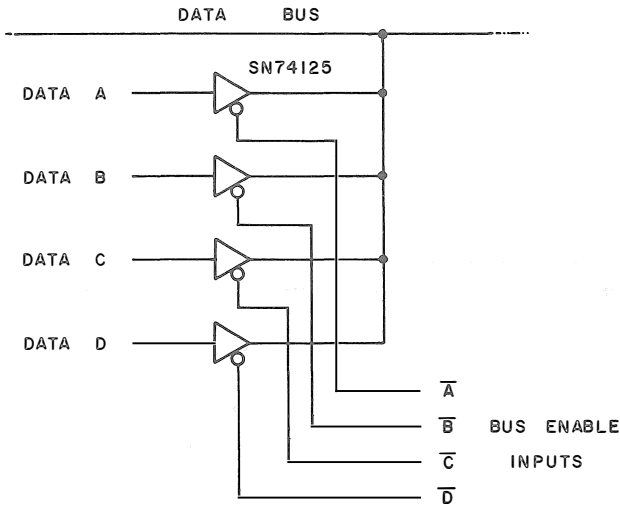 DATA BUS
SN74125
DATA A
DATA B
DATA C
DATA D
A̅
B̅ BUS ENABLE
C̅ INPUTS
D̅